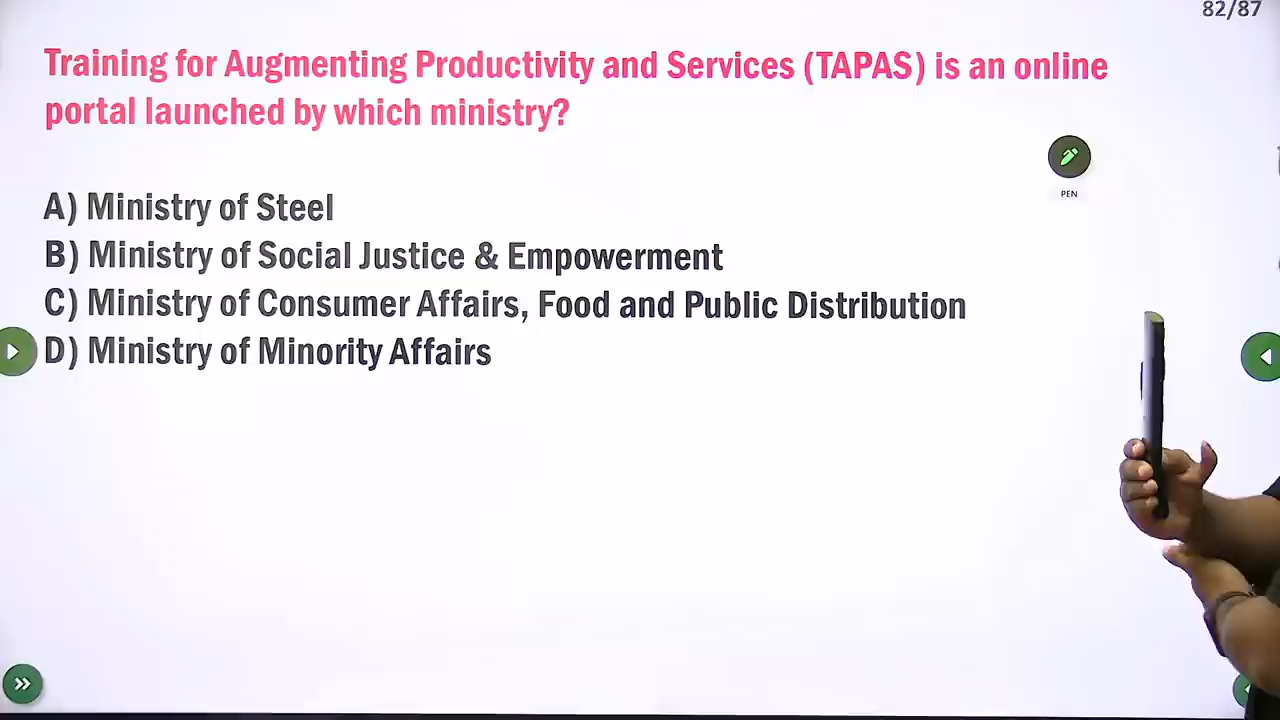 82/87
Training for Augmenting Productivity and Services (TAPAS) is an online
portal launched by which ministry?
PEN
A) Ministry of Steel
B) Ministry of Social Justice & Empowerment
C) Ministry of Consumer Affairs, Food and Public Distribution
D) Ministry of Minority Affairs